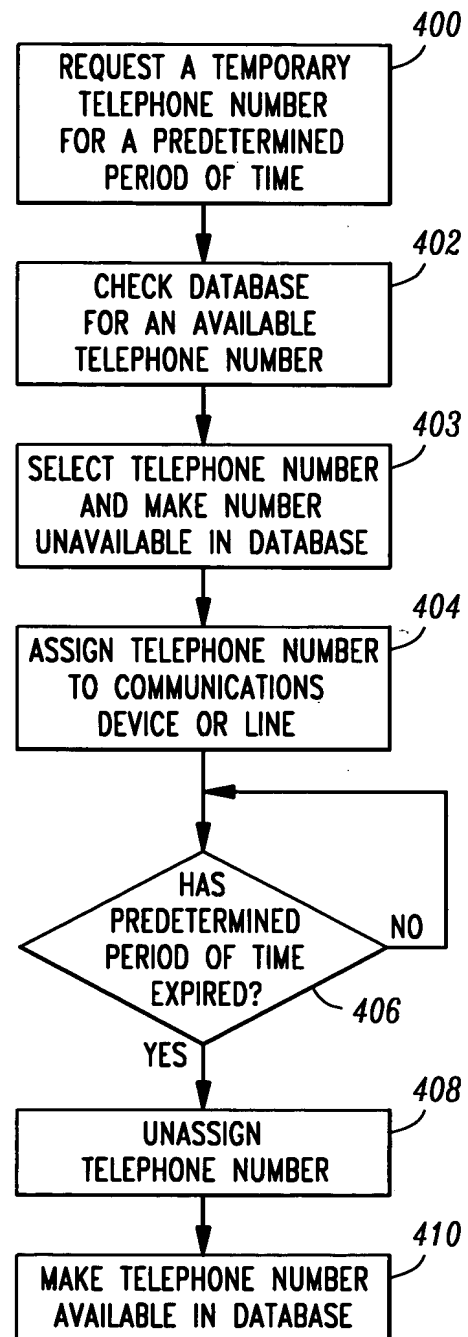 400
REQUEST A TEMPORARY
TELEPHONE NUMBER
FOR A PREDETERMINED
PERIOD OF TIME
402
CHECK DATABASE
FOR AN AVAILABLE
TELEPHONE NUMBER
403
SELECT TELEPHONE NUMBER
AND MAKE NUMBER
UNAVAILABLE IN DATABASE
404
ASSIGN TELEPHONE NUMBER
TO COMMUNICATIONS
DEVICE OR LINE
HAS
PREDETERMINED
PERIOD OF TIME
EXPIRED?
NO
406
YES
408
UNASSIGN
TELEPHONE NUMBER
410
MAKE TELEPHONE NUMBER
AVAILABLE IN DATABASE